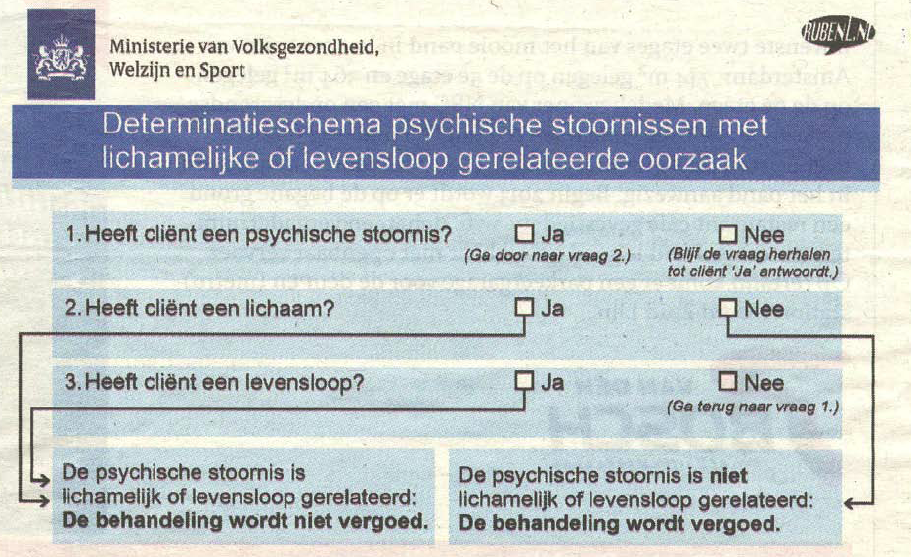 RUBENL.NL
Ministerie van Volksgezondheid,
Welzijn en Sport
Determinatieschema psychische stoornissen met
lichamelijke of levensloop gerelateerde oorzaak
1. Heeft cliënt een psychische stoornis? Ja Nee
(Ga door naar vraag 2.) (Blijf de vraag herhalen
tot cliënt 'Ja' antwoordt.)
2. Heeft cliënt een lichaam? Ja Nee
3. Heeft cliënt een levensloop? Ja Nee
(Ga terug naar vraag 1.)
De psychische stoornis is
lichamelijk of levensloop gerelateerd:
De behandeling wordt niet vergoed.
De psychische stoornis is niet
lichamelijk of levensloop gerelateerd:
De behandeling wordt vergoed.